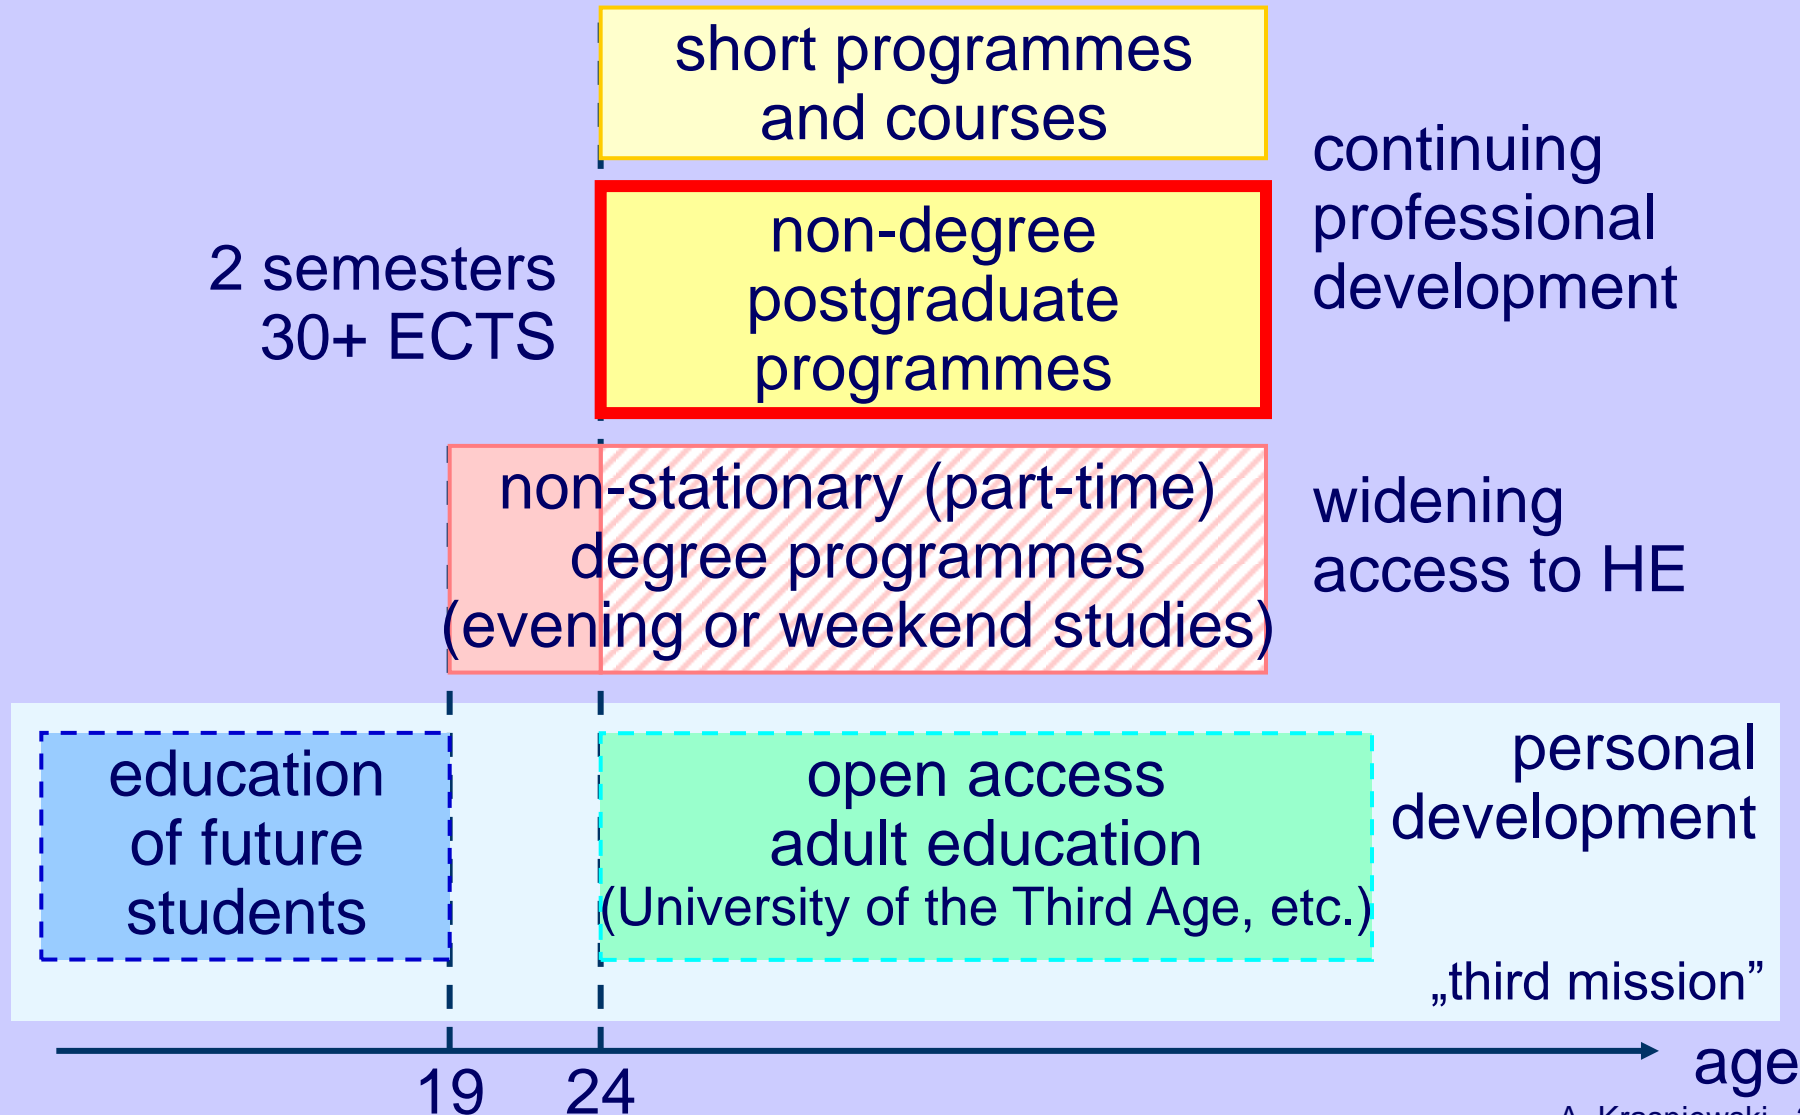 short programmes
and courses
continuing
professional
development
2 semesters
30+ ECTS
non-degree
postgraduate
programmes
non-stationary (part-time)
degree programmes
(evening or weekend studies)
widening
access to HE
education
of future
students
open access
adult education
(University of the Third Age, etc.)
personal
development
„third mission”
age
19 24